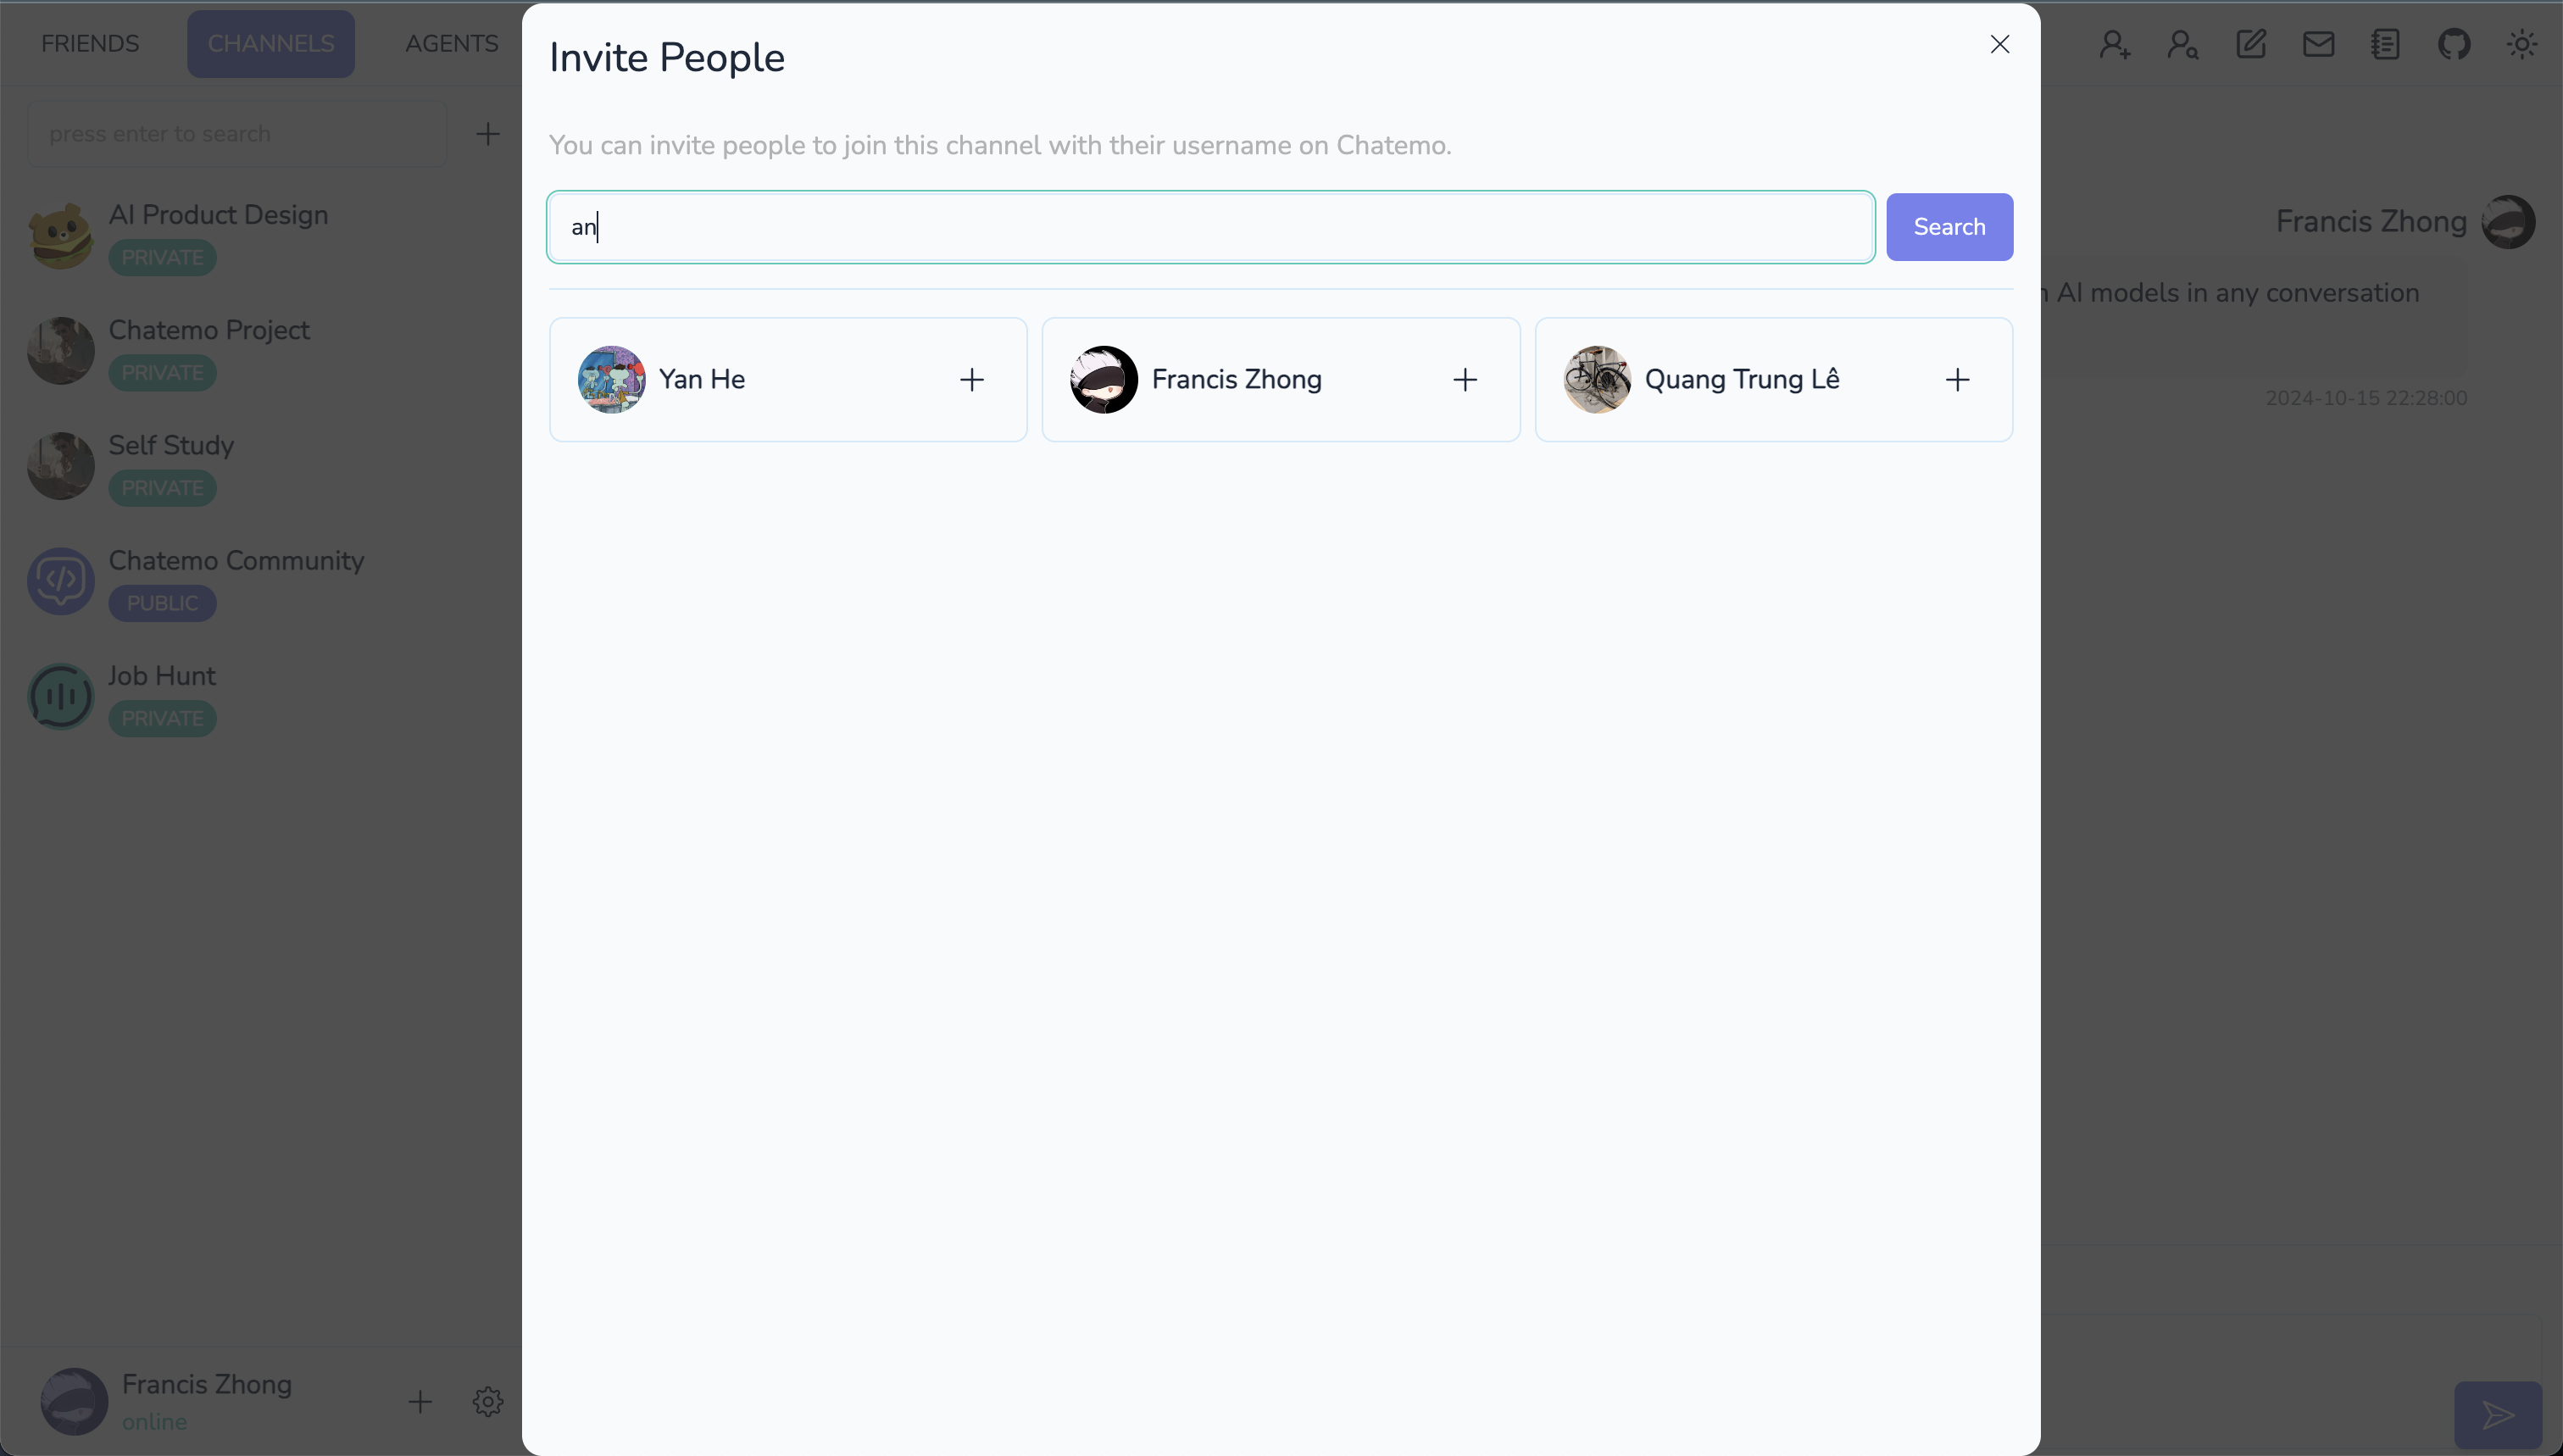 FRIENDS CHANNELS AGENTS
press enter to search
AI Product Design
PRIVATE
Chatemo Project
PRIVATE
Self Study
PRIVATE
Chatemo Community
PUBLIC
Job Hunt
PRIVATE
Francis Zhong
online
Invite People
You can invite people to join this channel with their username on Chatemo.
an
Search
Yan He
Francis Zhong
Quang Trung Lê
Francis Zhong
AI models in any conversation
2024-10-15 22:28:00